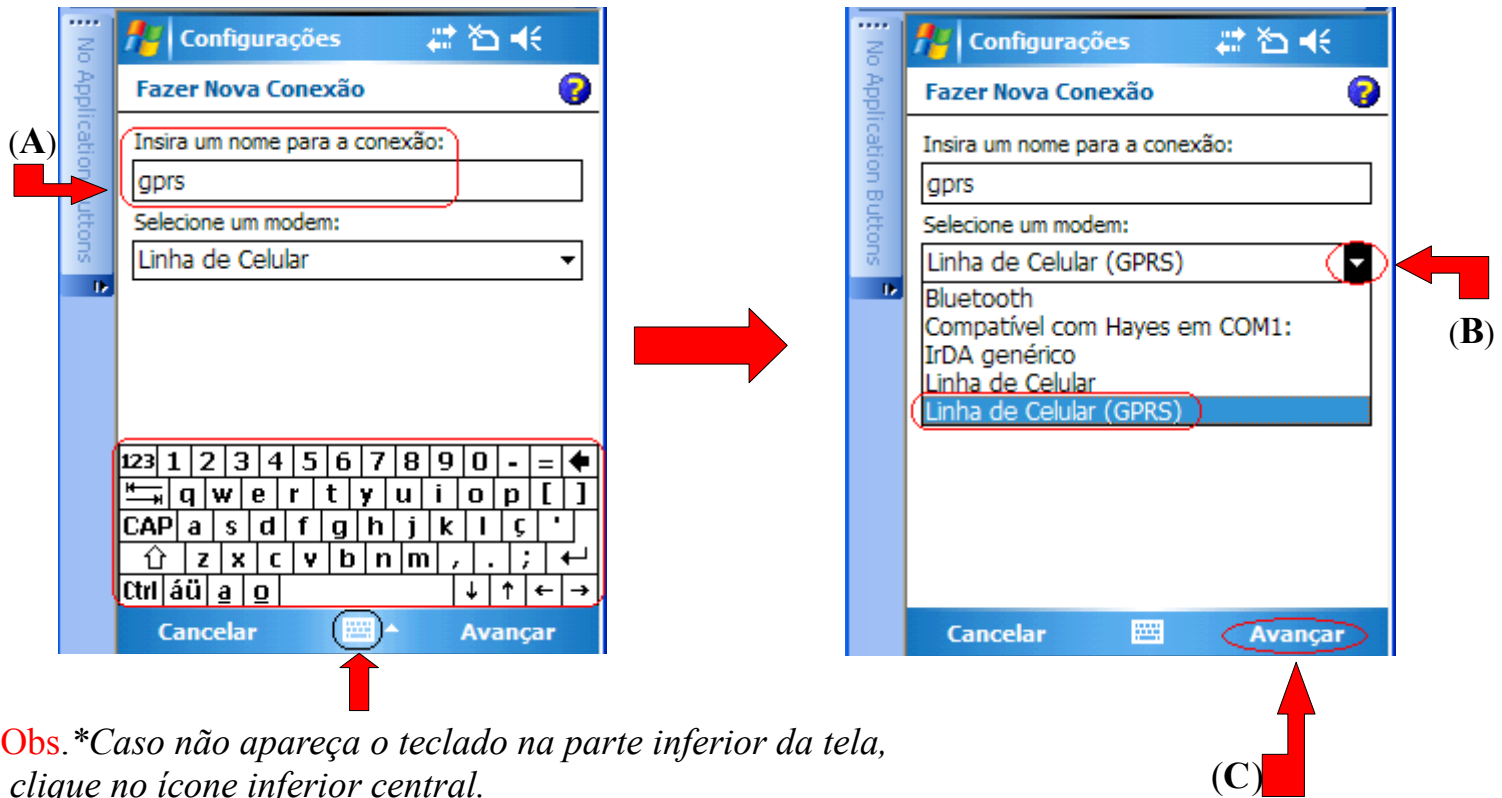 No Application Buttons
Configurações
Fazer Nova Conexão
?
(A)
Insira um nome para a conexão:
gprs
Selecione um modem:
Linha de Celular
123 1 2 3 4 5 6 7 8 9 0 - =
q w e r t y u i o p [ ]
CAP a s d f g h j k l ç '
z x c v b n m , . ;
Ctrl áü a o
Cancelar Avançar
Obs.*Caso não apareça o teclado na parte inferior da tela,
clique no ícone inferior central.
No Application Buttons
Configurações
Fazer Nova Conexão
?
Insira um nome para a conexão:
gprs
Selecione um modem:
Linha de Celular (GPRS)
(B)
Bluetooth
Compatível com Hayes em COM1:
IrDA genérico
Linha de Celular
Linha de Celular (GPRS)
Cancelar Avançar
(C)